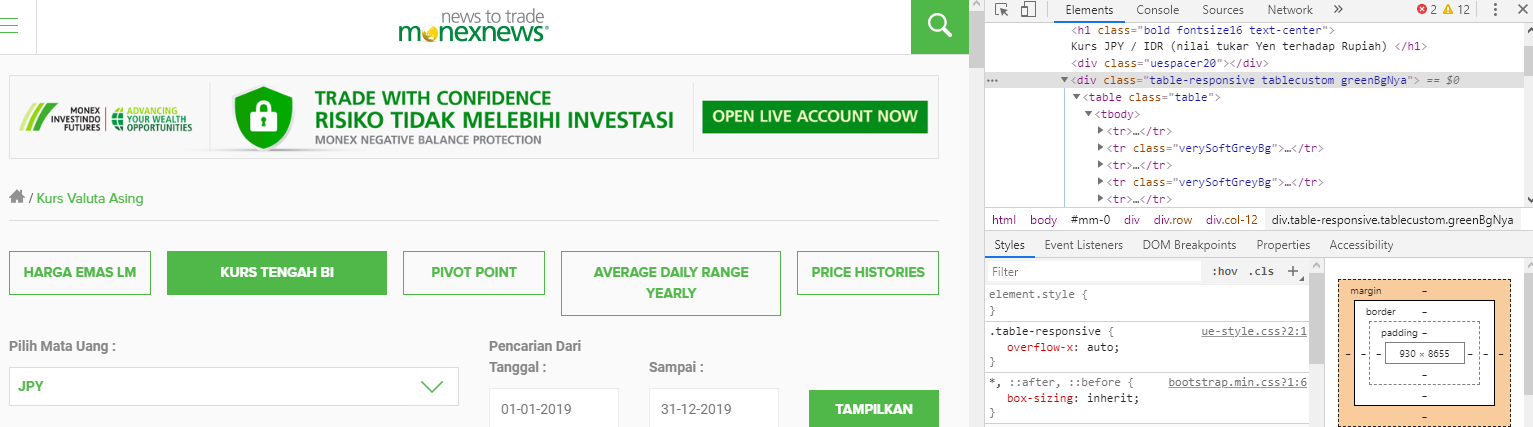 news to trade
monexnews
MONEX INVESTINDO FUTURES
ADVANCING YOUR WEALTH OPPORTUNITIES
TRADE WITH CONFIDENCE
RISIKO TIDAK MELEBIHI INVESTASI
MONEX NEGATIVE BALANCE PROTECTION
OPEN LIVE ACCOUNT NOW
/ Kurs Valuta Asing
HARGA EMAS LM
KURS TENGAH BI
PIVOT POINT
AVERAGE DAILY RANGE
YEARLY
PRICE HISTORIES
Pilih Mata Uang :
JPY
Pencarian Dari
Tanggal :
01-01-2019
Sampai :
31-12-2019
TAMPILKAN
Elements Console Sources Network » 2 12
<h1 class="bold fontsize16 text-center">
Kurs JPY / IDR (nilai tukar Yen terhadap Rupiah) </h1>
<div class="uespacer20"></div>
<div class="table-responsive tablecustom greenBgNya"> == $0
<table class="table">
<tbody>
<tr>…</tr>
<tr class="verySoftGreyBg">…</tr>
<tr>…</tr>
<tr class="verySoftGreyBg">…</tr>
<tr>…</tr>
html body #mm-0 div div.row div.col-12 div.table-responsive.tablecustom.greenBgNya
Styles Event Listeners DOM Breakpoints Properties Accessibility
Filter :hov .cls +
element.style {
}
.table-responsive { ue-style.css?2:1
overflow-x: auto;
}
*, ::after, ::before { bootstrap.min.css?1:6
box-sizing: inherit;
}
margin –
border –
padding –
– – – 930 × 8655 – – –
–
–
–